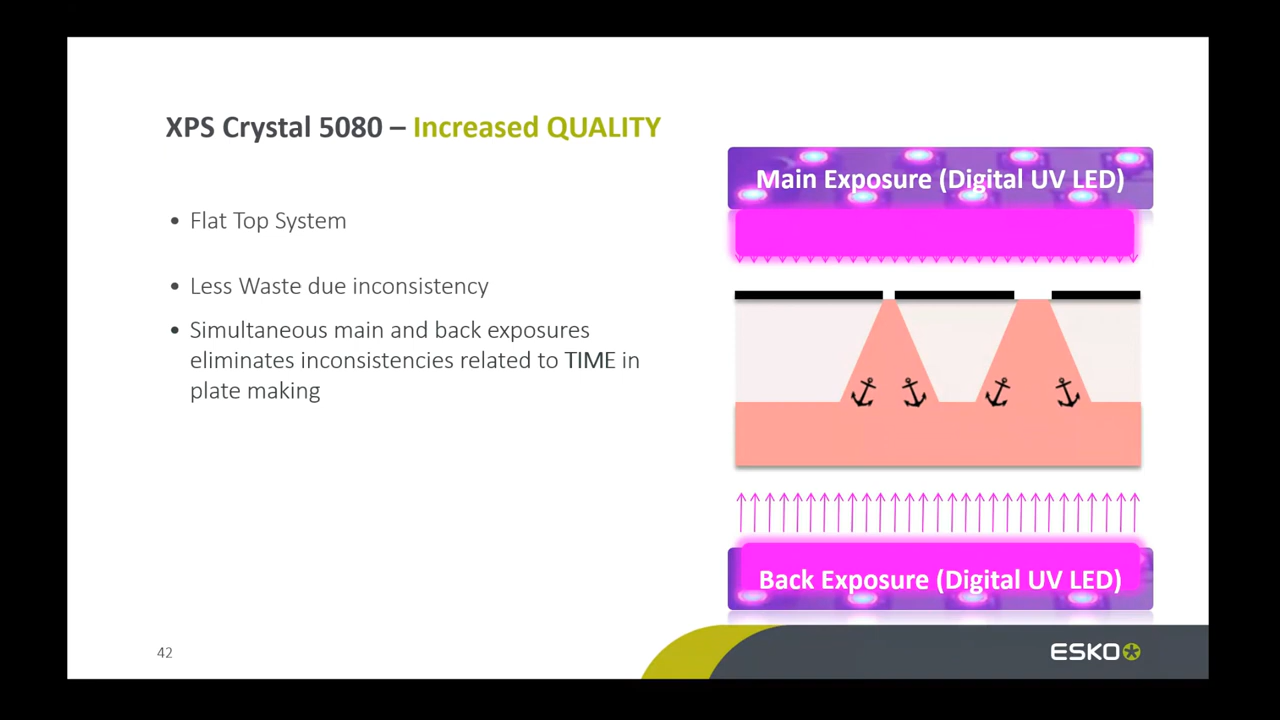 XPS Crystal 5080 – Increased QUALITY
• Flat Top System
• Less Waste due inconsistency
• Simultaneous main and back exposures
eliminates inconsistencies related to TIME in
plate making
Main Exposure (Digital UV LED)
Back Exposure (Digital UV LED)
42
ESKO